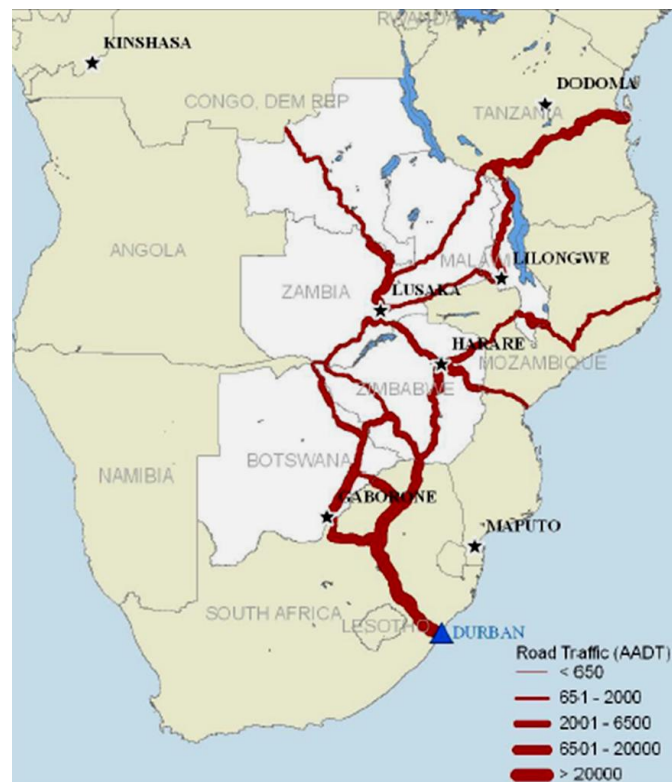 RWANDA
KINSHASA
DODOMA
CONGO, DEM REP
TANZANIA
ANGOLA
MALAWI
LILONGWE
ZAMBIA
LUSAKA
HARARE
MOZAMBIQUE
ZIMBABWE
BOTSWANA
NAMIBIA
GABORONE
MAPUTO
SOUTH AFRICA
LESOTHO
DURBAN
Road Traffic (AADT)
< 650
651 - 2000
2001 - 6500
6501 - 20000
> 20000